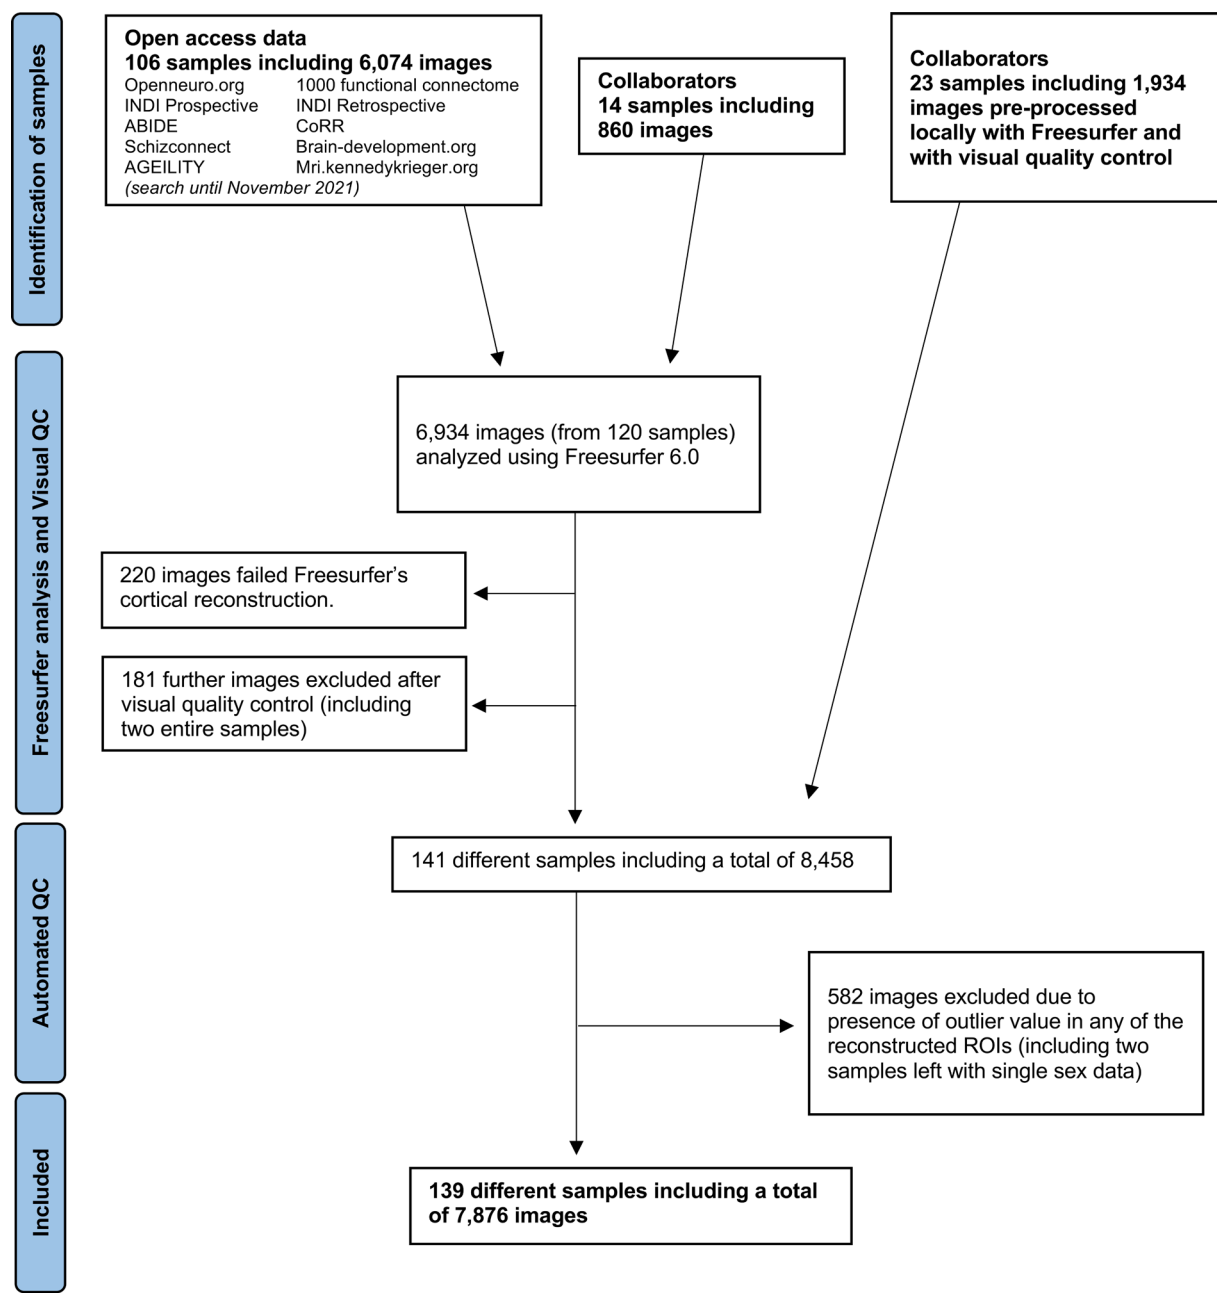 Identification of samples
Open access data
106 samples including 6,074 images
Openneuro.org 1000 functional connectome
INDI Prospective INDI Retrospective
ABIDE CoRR
Schizconnect Brain-development.org
AGEILITY Mri.kennedykrieger.org
(search until November 2021)
Collaborators
14 samples including
860 images
Collaborators
23 samples including 1,934
images pre-processed
locally with Freesurfer and
with visual quality control
Freesurfer analysis and Visual QC
6,934 images (from 120 samples)
analyzed using Freesurfer 6.0
220 images failed Freesurfer’s
cortical reconstruction.
181 further images excluded after
visual quality control (including
two entire samples)
Automated QC
141 different samples including a total of 8,458
582 images excluded due to
presence of outlier value in any of the
reconstructed ROIs (including two
samples left with single sex data)
Included
139 different samples including a total
of 7,876 images